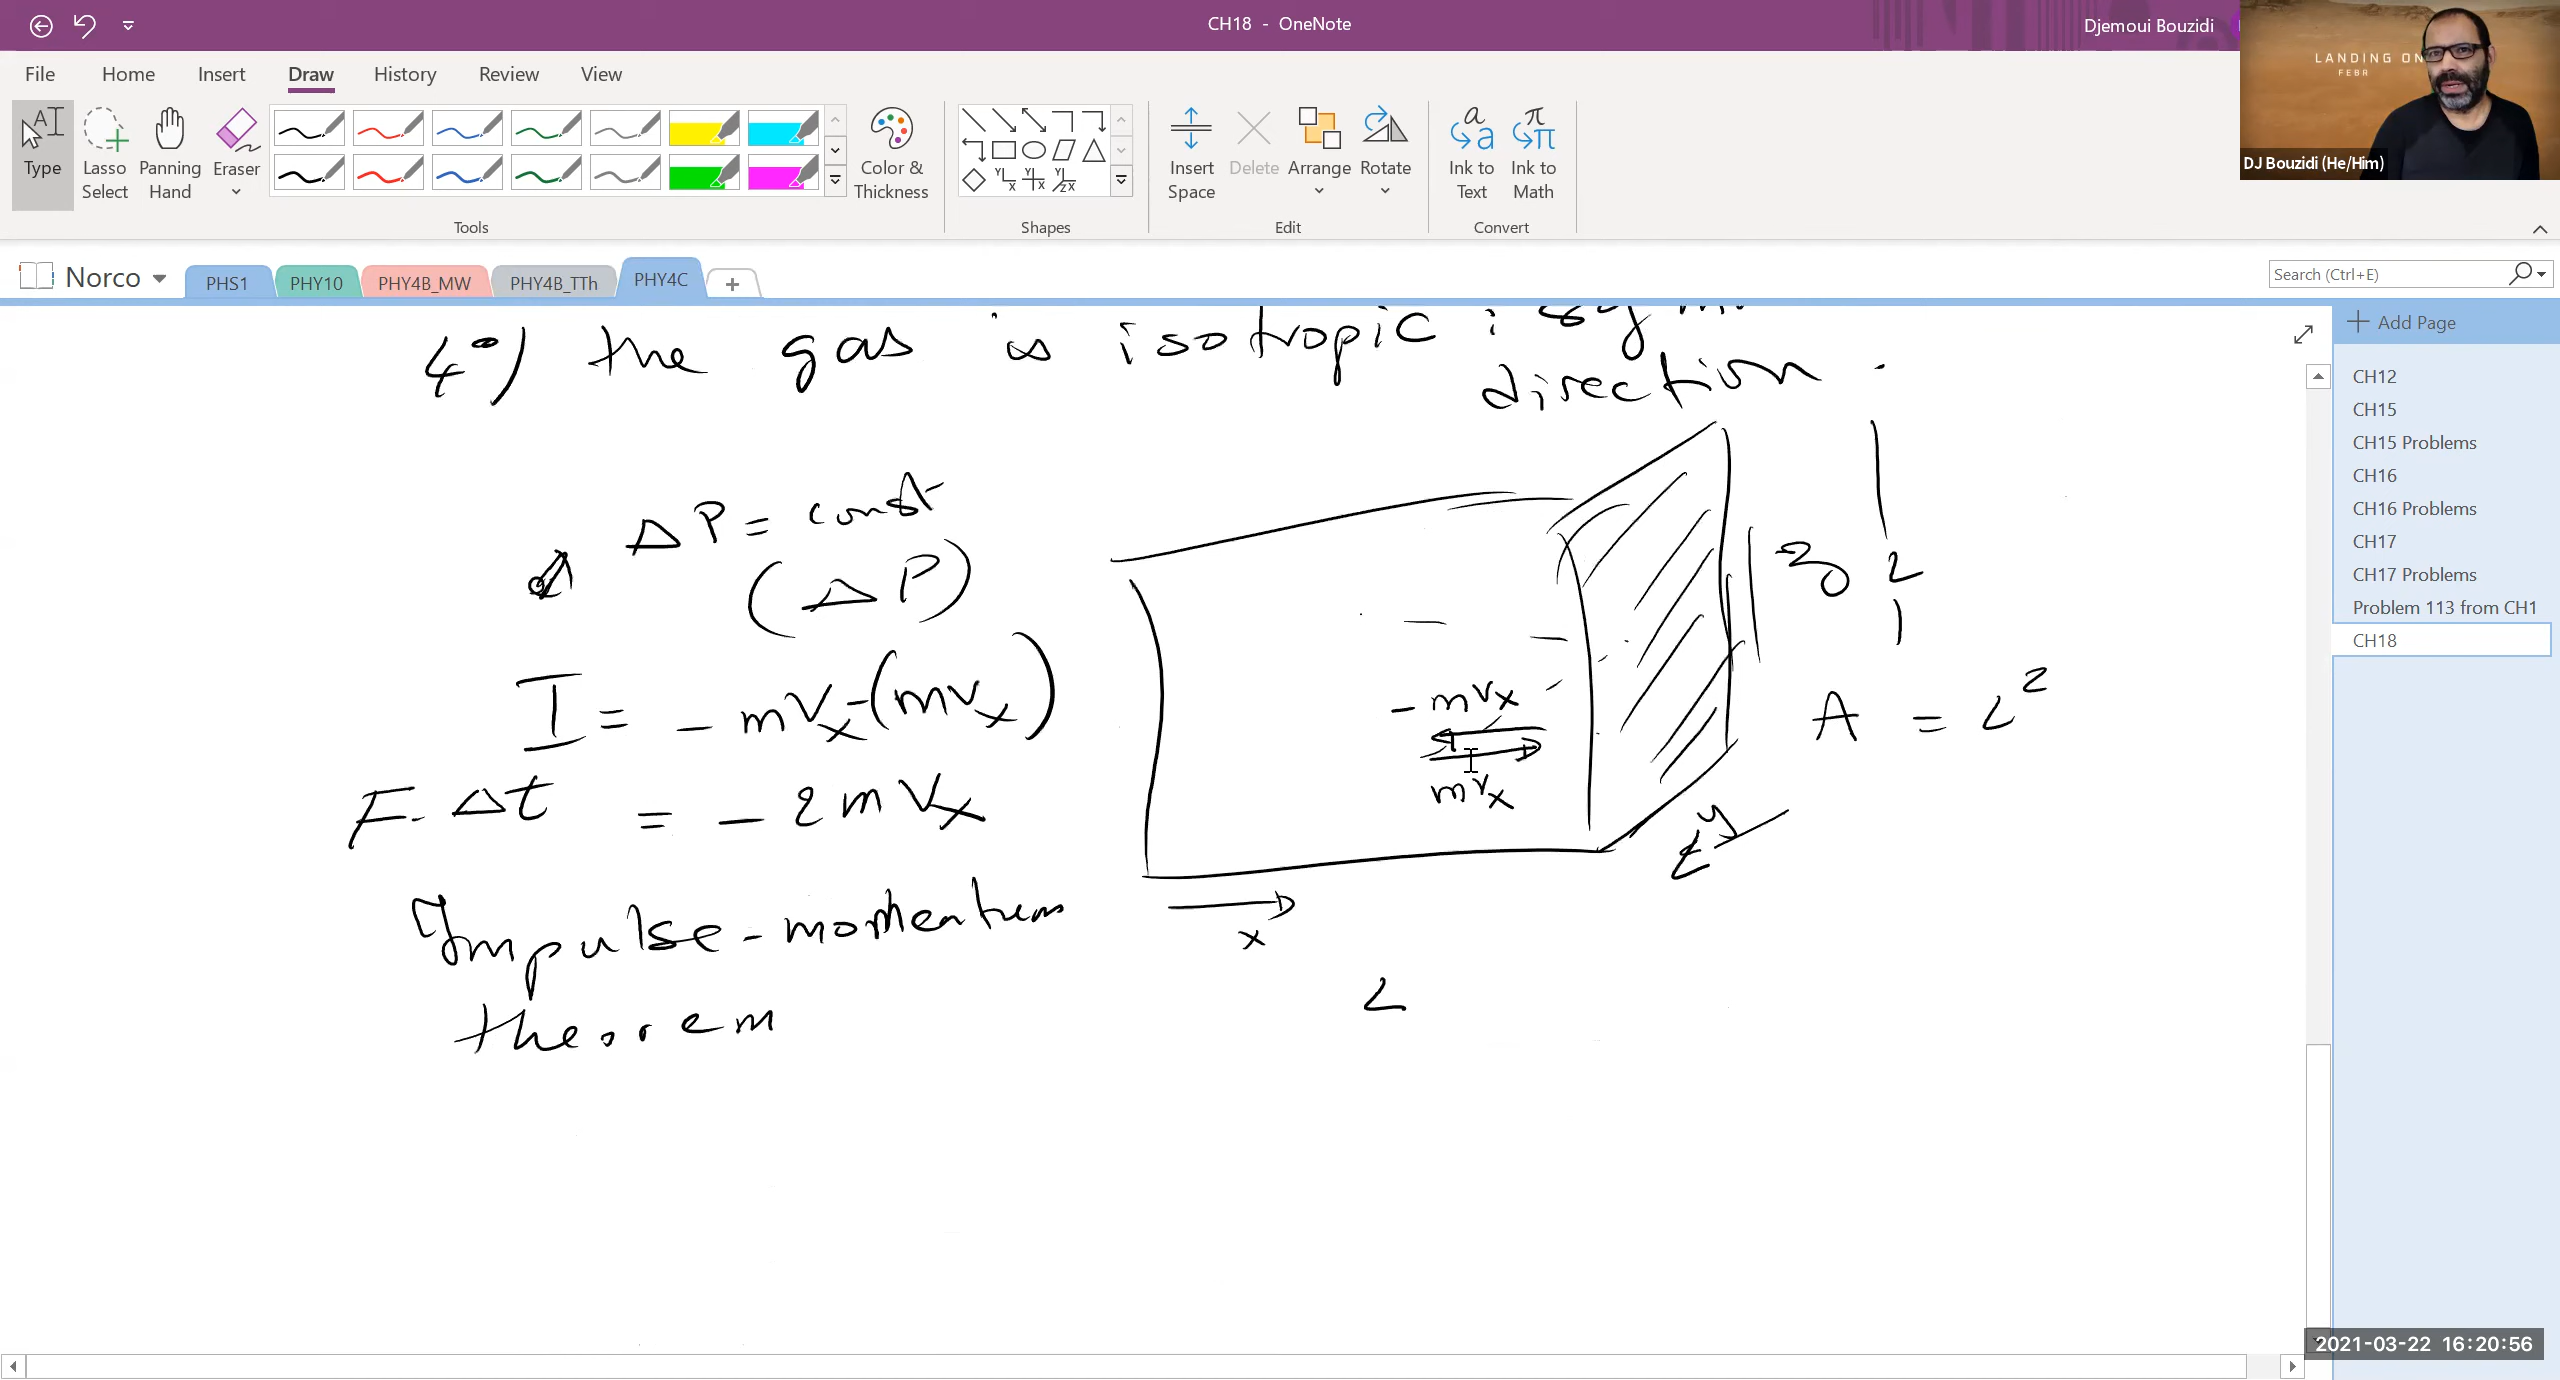 CH18 - OneNote
Djemoui Bouzidi
LANDING ON
FEBR
DJ Bouzidi (He/Him)
File Home Insert Draw History Review View
Type
Lasso Select
Panning Hand
Eraser
Color & Thickness
Insert Space
Delete
Arrange
Rotate
Ink to Text
Ink to Math
Tools
Shapes
Edit
Convert
Norco
PHS1 PHY10 PHY4B_MW PHY4B_TTh PHY4C
Search (Ctrl+E)
Add Page
CH12
CH15
CH15 Problems
CH16
CH16 Problems
CH17
CH17 Problems
Problem 113 from CH1
CH18
4°) the gas is isotropic :
direction.
ΔP = const
(ΔP)
I = - mVx - (mVx)
F. Δt = - 2mVx
Impulse - momentum
theorem
- mVx
mVx
x
L
z
L
y
L
A = L²
2021-03-22 16:20:56